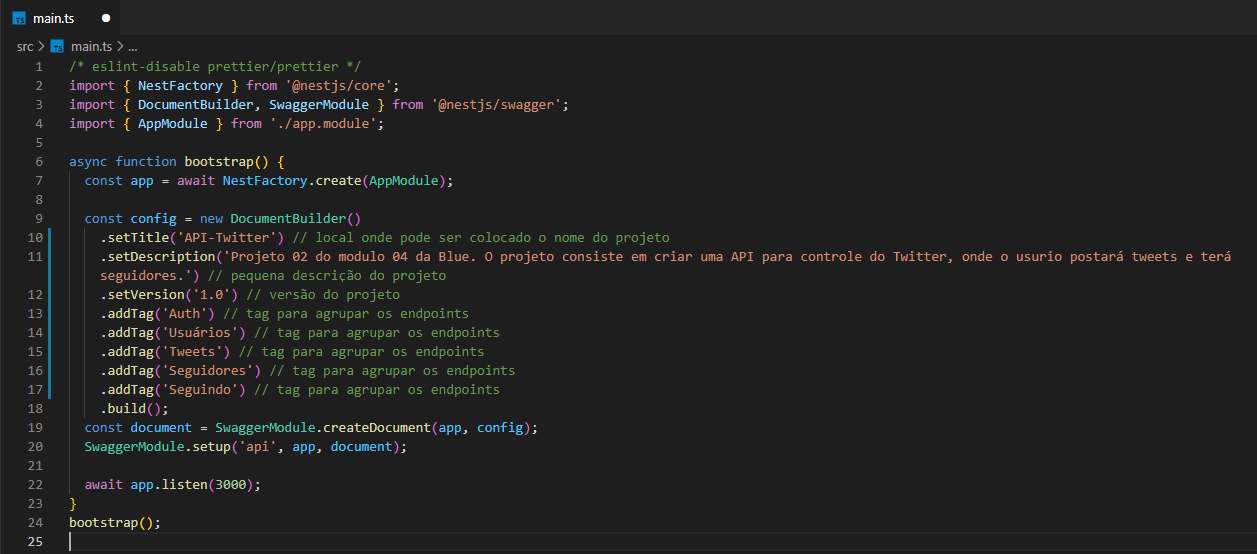 TS main.ts ●
src > TS main.ts > ...
1 /* eslint-disable prettier/prettier */
2 import { NestFactory } from '@nestjs/core';
3 import { DocumentBuilder, SwaggerModule } from '@nestjs/swagger';
4 import { AppModule } from './app.module';
5
6 async function bootstrap() {
7   const app = await NestFactory.create(AppModule);
8
9   const config = new DocumentBuilder()
10     .setTitle('API-Twitter') // local onde pode ser colocado o nome do projeto
11     .setDescription('Projeto 02 do modulo 04 da Blue. O projeto consiste em criar uma API para controle do Twitter, onde o usurio postará tweets e terá
    seguidores.') // pequena descrição do projeto
12     .setVersion('1.0') // versão do projeto
13     .addTag('Auth') // tag para agrupar os endpoints
14     .addTag('Usuários') // tag para agrupar os endpoints
15     .addTag('Tweets') // tag para agrupar os endpoints
16     .addTag('Seguidores') // tag para agrupar os endpoints
17     .addTag('Seguindo') // tag para agrupar os endpoints
18     .build();
19   const document = SwaggerModule.createDocument(app, config);
20   SwaggerModule.setup('api', app, document);
21
22   await app.listen(3000);
23 }
24 bootstrap();
25